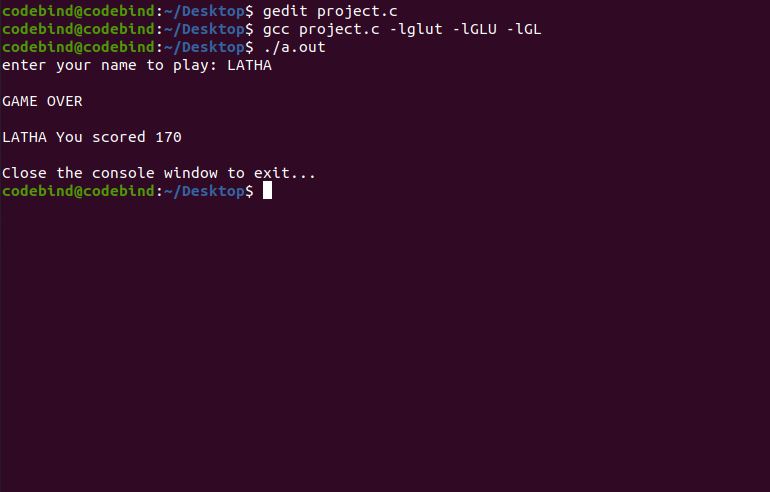 codebind@codebind:~/Desktop$ gedit project.c
codebind@codebind:~/Desktop$ gcc project.c -lglut -lGLU -lGL
codebind@codebind:~/Desktop$ ./a.out
enter your name to play: LATHA
GAME OVER
LATHA You scored 170
Close the console window to exit...
codebind@codebind:~/Desktop$